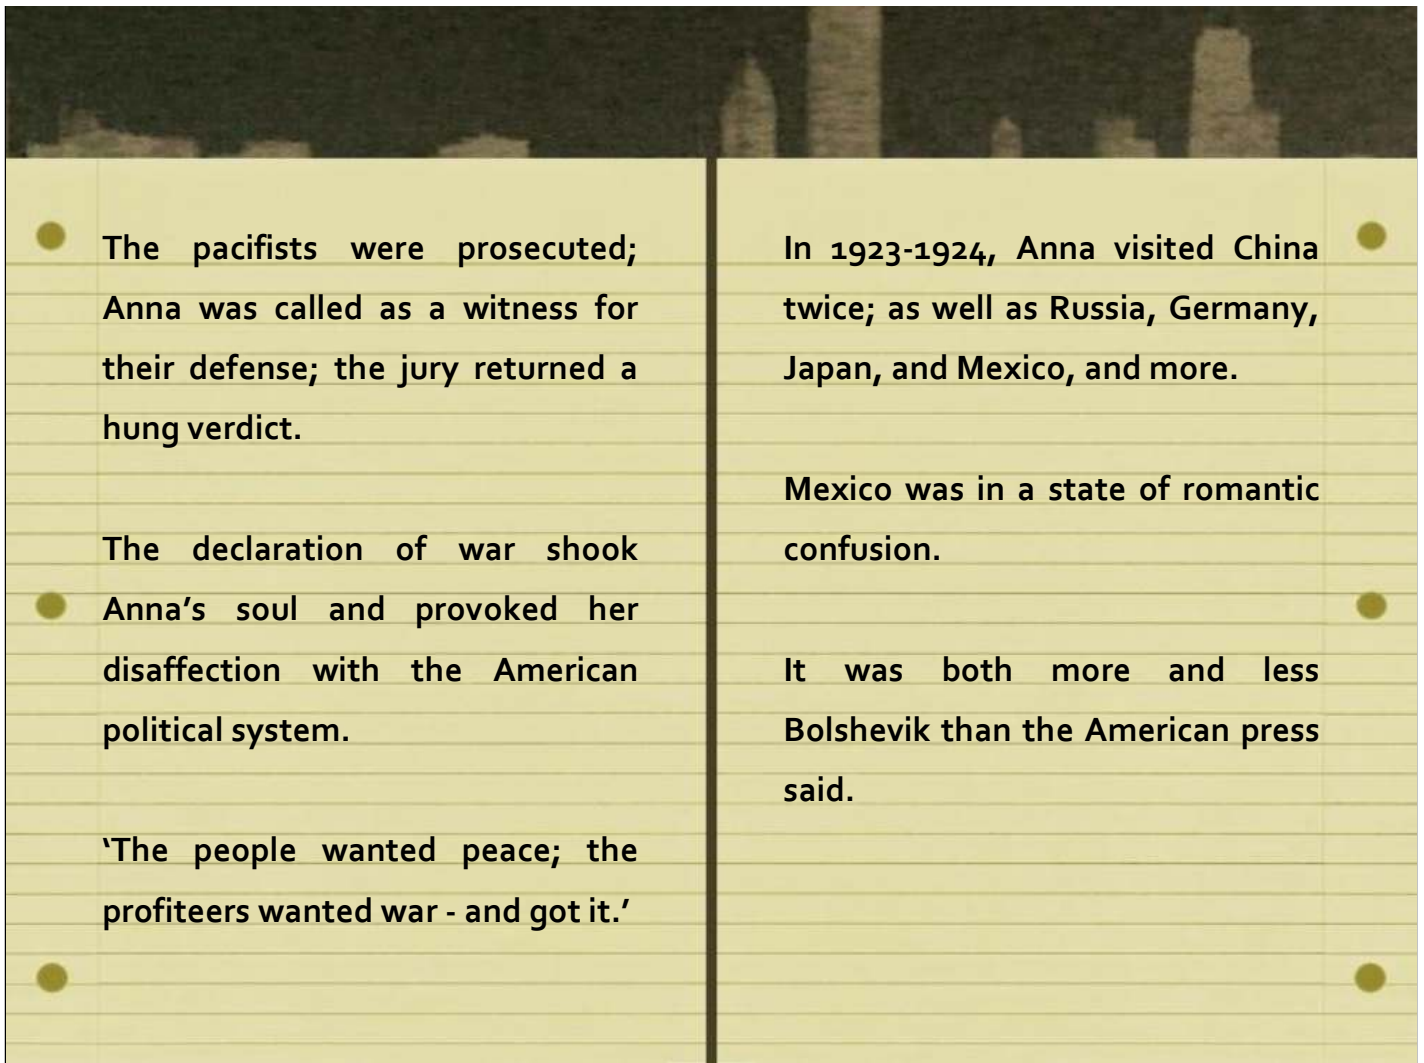 The pacifists were prosecuted;
Anna was called as a witness for
their defense; the jury returned a
hung verdict.
The declaration of war shook
Anna’s soul and provoked her
disaffection with the American
political system.
‘The people wanted peace; the
profiteers wanted war - and got it.’
In 1923-1924, Anna visited China
twice; as well as Russia, Germany,
Japan, and Mexico, and more.
Mexico was in a state of romantic
confusion.
It was both more and less
Bolshevik than the American press
said.